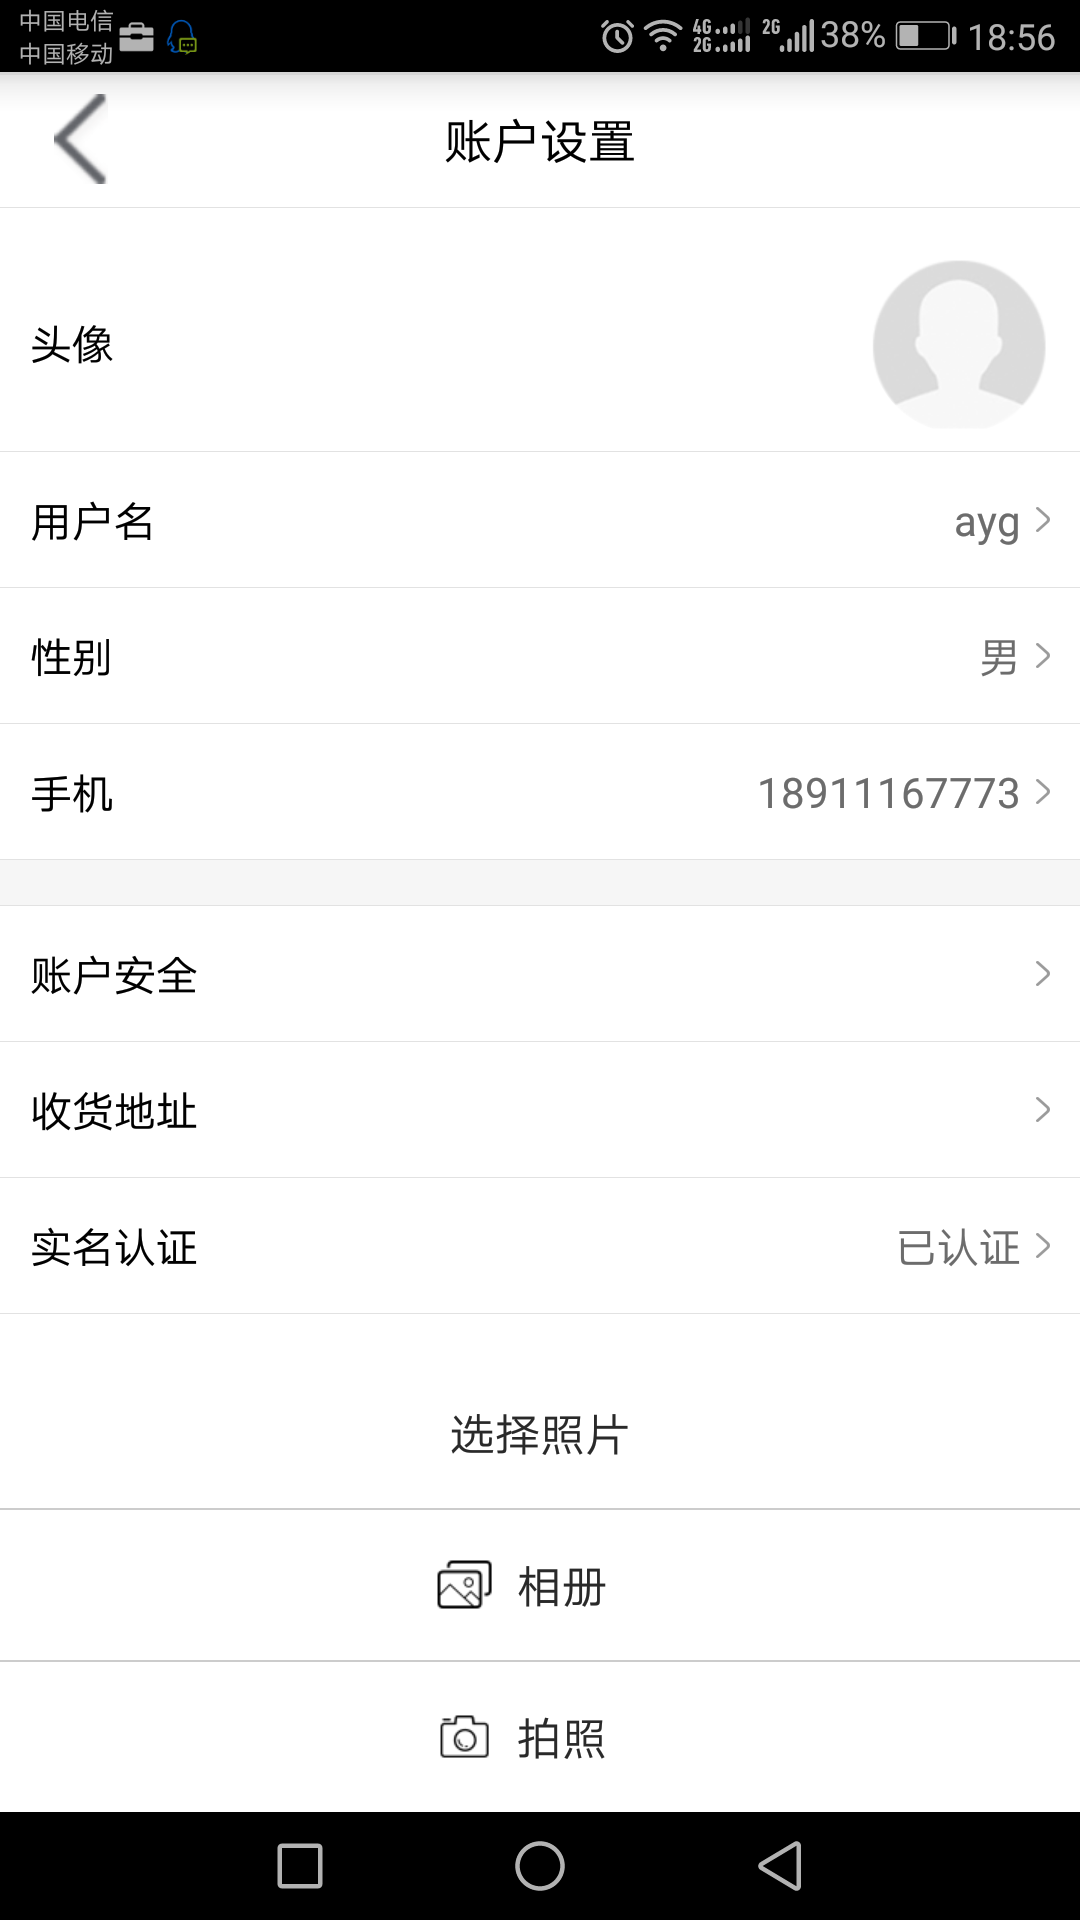 中国电信
中国移动
4G
2G
2G
38%
18:56
账户设置
头像
用户名
ayg
性别
男
手机
18911167773
账户安全
收货地址
实名认证
已认证
选择照片
相册
拍照